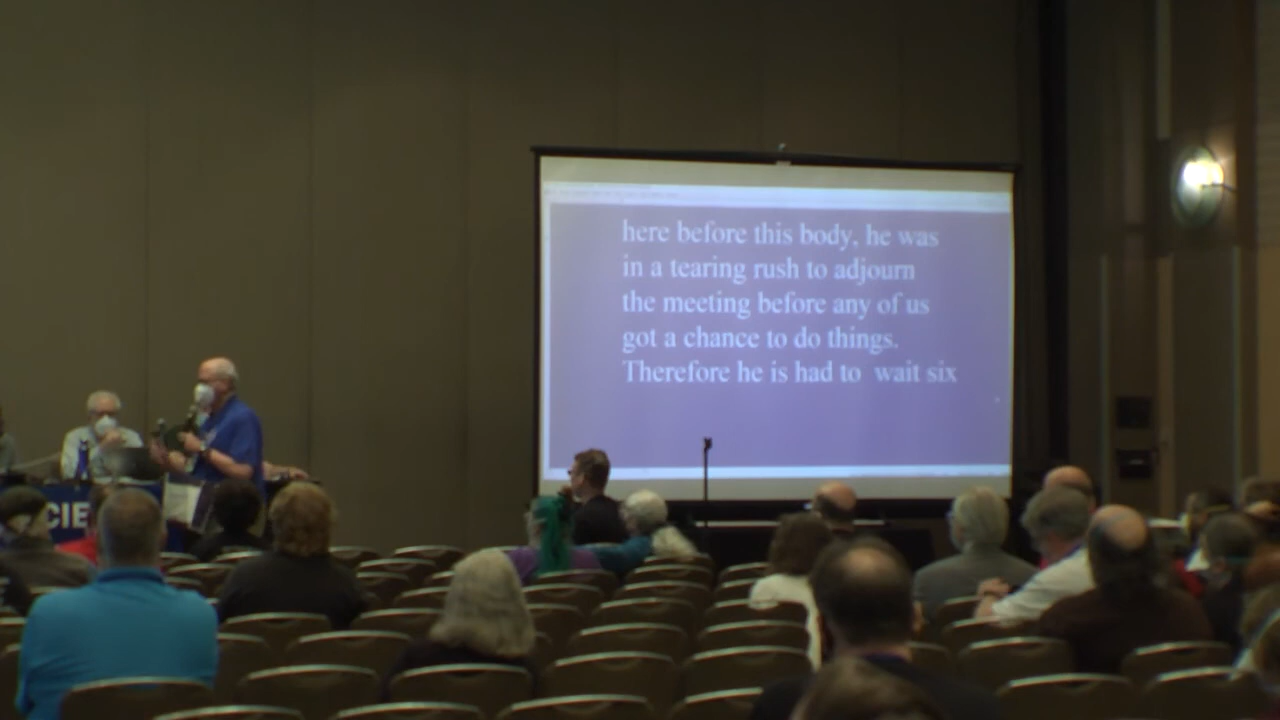 here before this body, he was
in a tearing rush to adjourn
the meeting before any of us
got a chance to do things.
Therefore he is had to  wait six
CIE